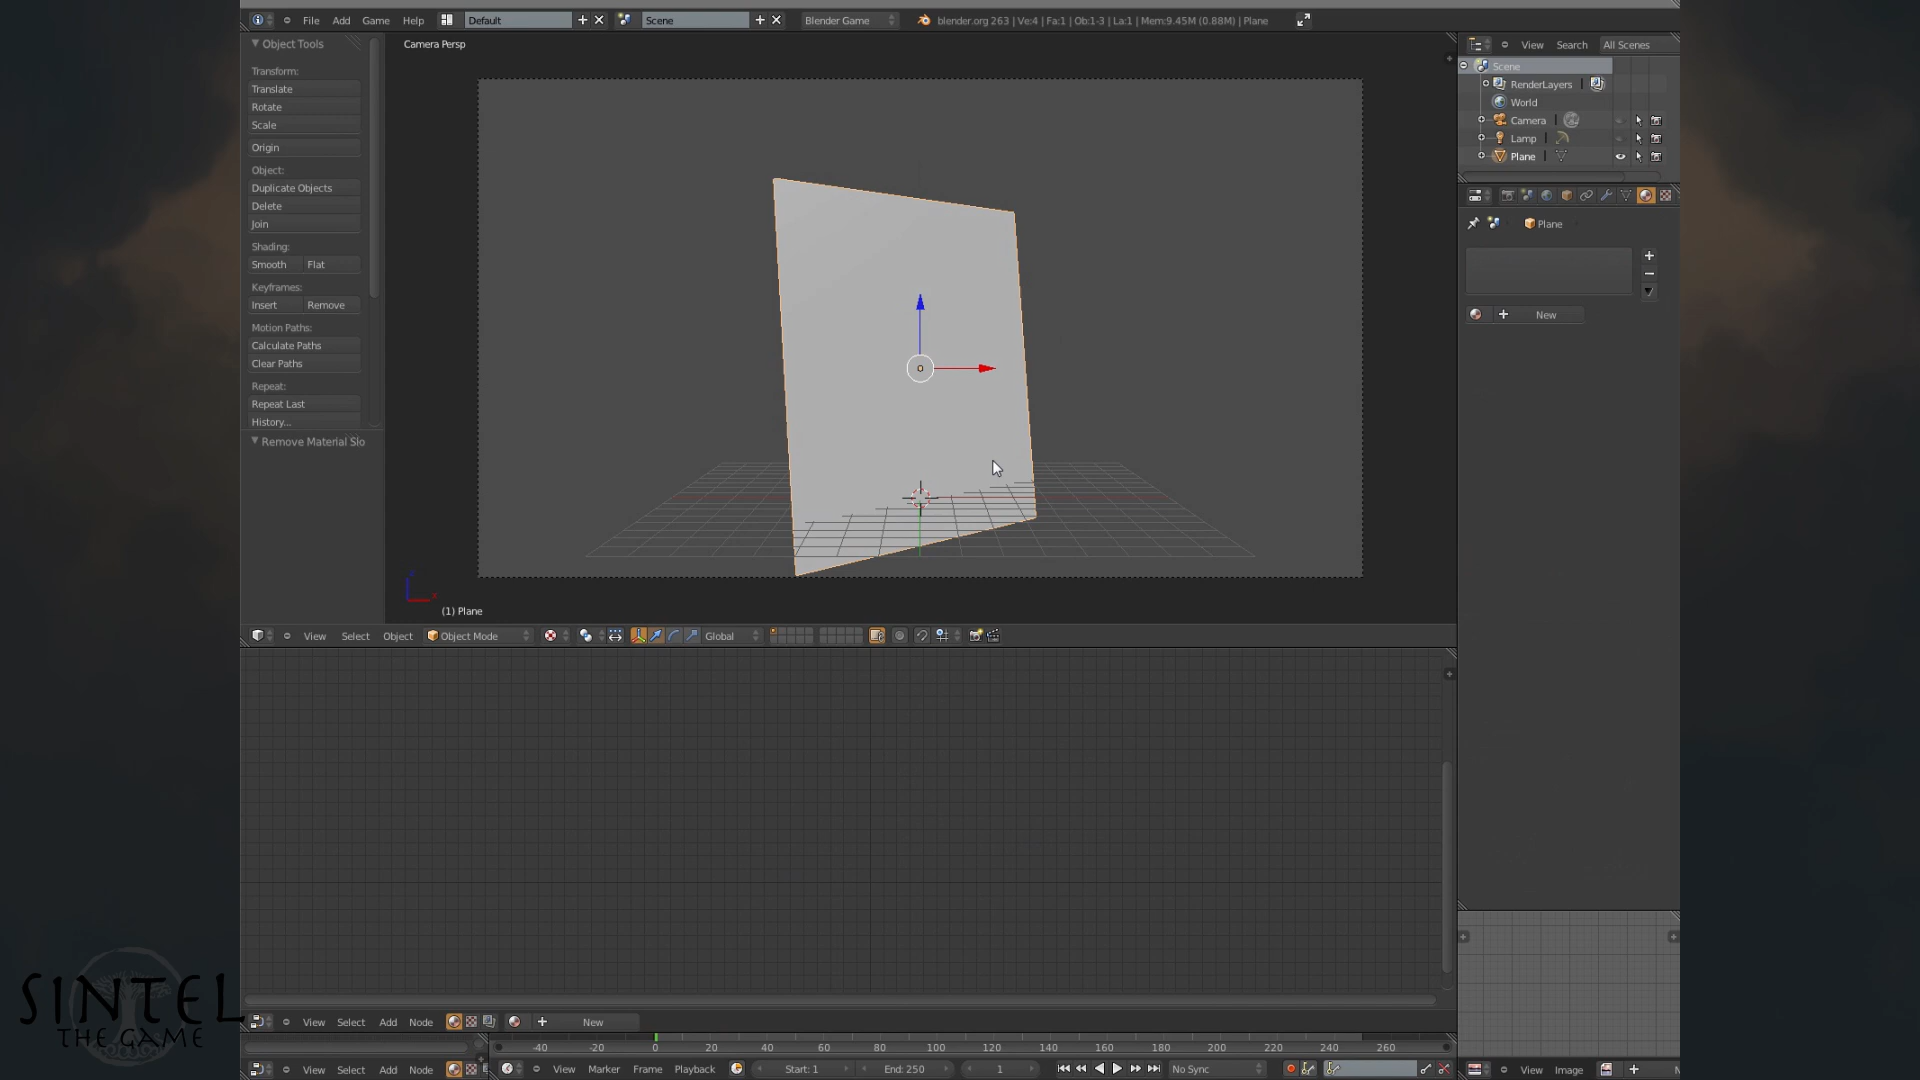 File Add Game Help Default Scene Blender Game blender.org 263 | Ve:4 | Fa:1 | Ob:1-3 | La:1 | Mem:9.45M (0.88M) | Plane
Object Tools
Transform:
Translate
Rotate
Scale
Origin
Object:
Duplicate Objects
Delete
Join
Shading:
Smooth Flat
Keyframes:
Insert Remove
Motion Paths:
Calculate Paths
Clear Paths
Repeat:
Repeat Last
History...
Remove Material Slo
Camera Persp
(1) Plane
View Select Object Object Mode Global
View Search All Scenes
Scene
RenderLayers
World
Camera
Lamp
Plane
Plane
New
View Select Add Node New
-40 -20 0 20 40 60 80 100 120 140 160 180 200 220 240 260
View Select Add Node View Marker Frame Playback Start: 1 End: 250 1 No Sync
View Image
SINTEL
THE GAME